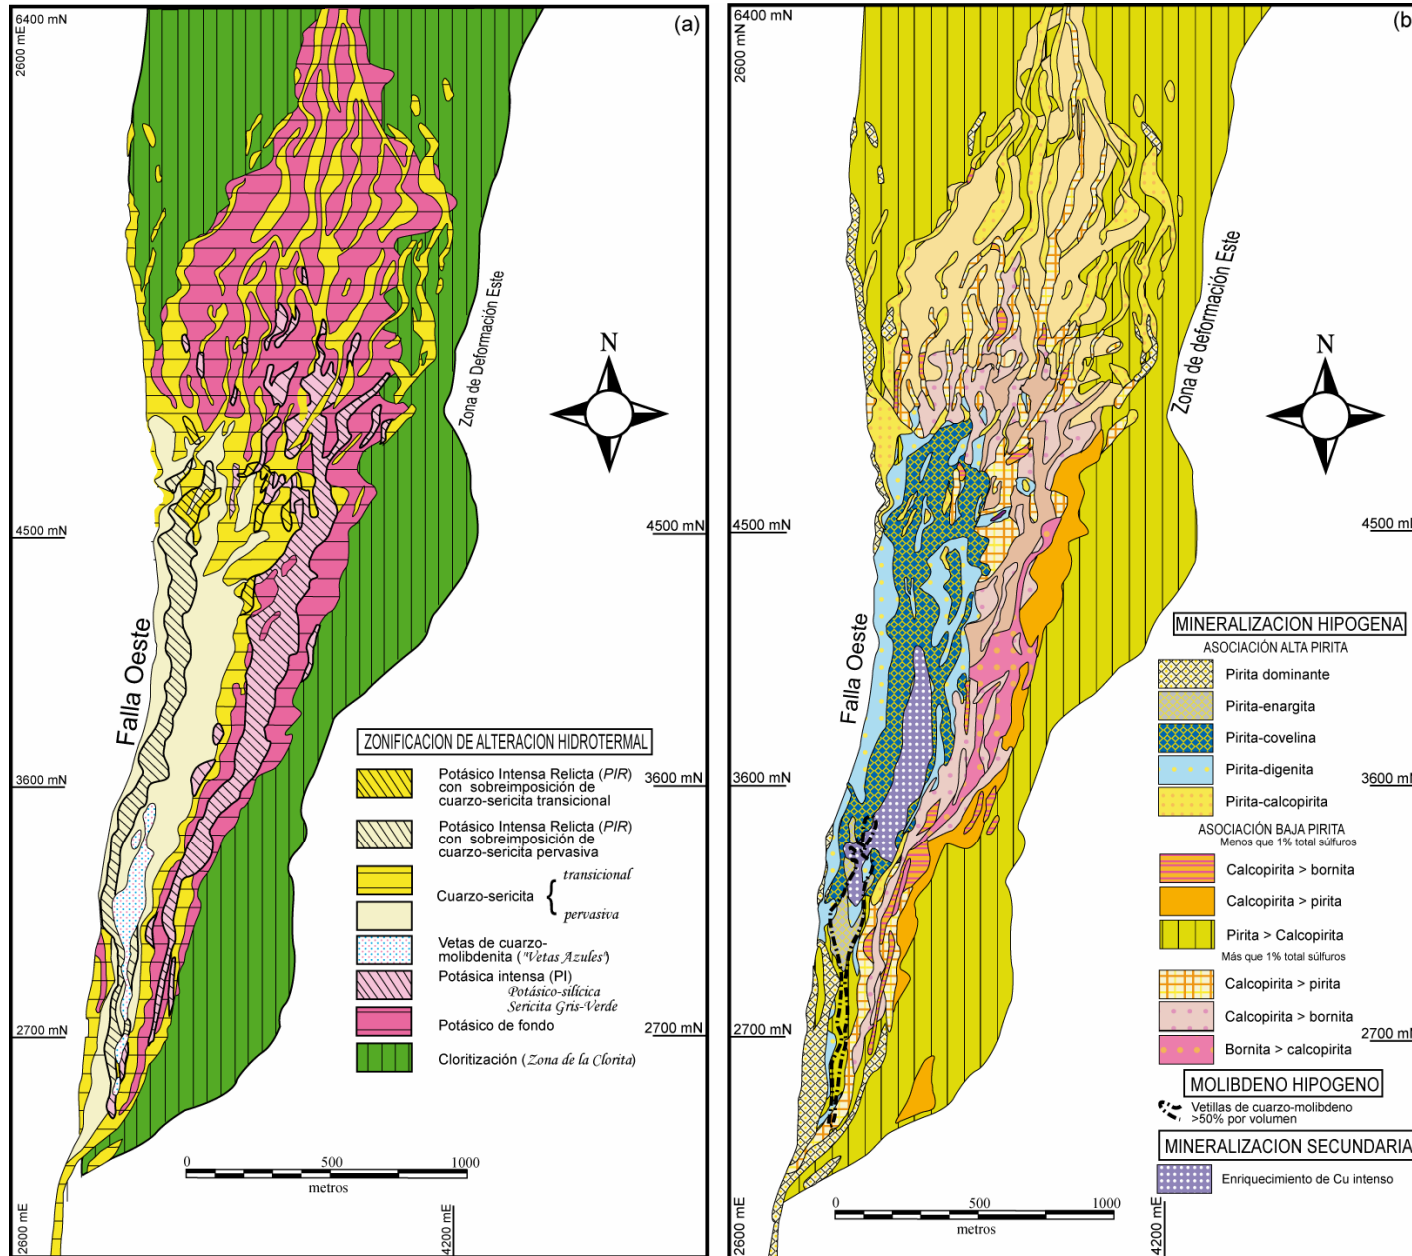 6400 mN
2600 mE
(a)
Zona de Deformación Este
N
4500 mN
4500 mN
Falla Oeste
ZONIFICACION DE ALTERACION HIDROTERMAL
Potásico Intensa Relicta (PIR)
con sobreimposición de
cuarzo-sericita transicional
Potásico Intensa Relicta (PIR)
con sobreimposición de
cuarzo-sericita pervasiva
Cuarzo-sericita { transicional
pervasiva
Vetas de cuarzo-
molibdenita ("Vetas Azules")
Potásica intensa (PI)
Potásico-silícica
Sericita Gris-Verde
Potásico de fondo
Cloritización (Zona de la Clorita)
3600 mN
3600 mN
2700 mN
2700 mN
0 500 1000
metros
2600 mE
4200 mE
6400 mN
2600 mN
(b
Zona de deformación Este
N
4500 mN
4500 mN
Falla Oeste
MINERALIZACION HIPOGENA
ASOCIACIÓN ALTA PIRITA
Pirita dominante
Pirita-enargita
Pirita-covelina
Pirita-digenita
Pirita-calcopirita
ASOCIACIÓN BAJA PIRITA
Menos que 1% total súlfuros
Calcopirita > bornita
Calcopirita > pirita
Pirita > Calcopirita
Más que 1% total súlfuros
Calcopirita > pirita
Calcopirita > bornita
Bornita > calcopirita
MOLIBDENO HIPOGENO
Vetillas de cuarzo-molibdeno
>50% por volumen
MINERALIZACION SECUNDARIA
Enriquecimiento de Cu intenso
3600 mN
3600 mN
2700 mN
2700 mN
0 500 1000
metros
2600 mE
4200 mE